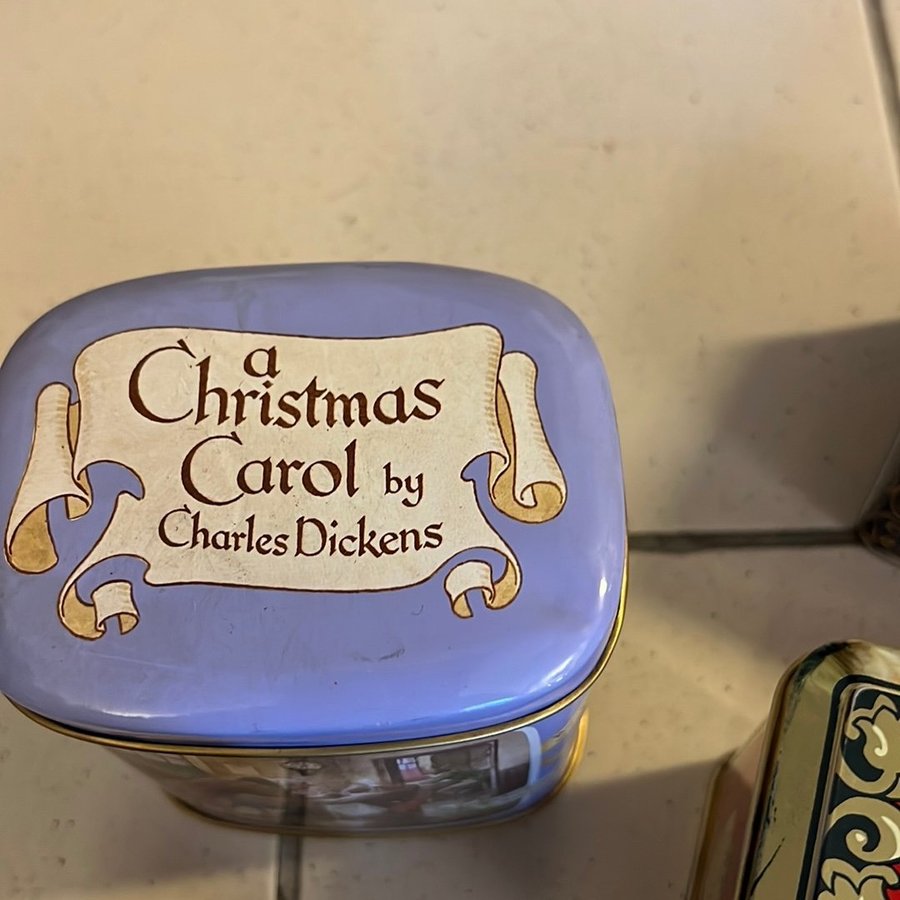 a
Christmas
Carol by
Charles Dickens